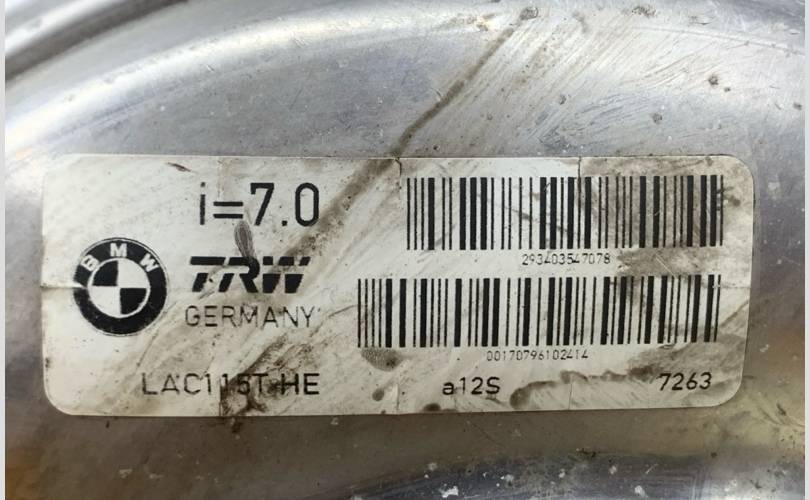 i=7.0
293403547078
BMW
TRW
GERMANY
00170796102414
LAC115T-HE a12S 7263